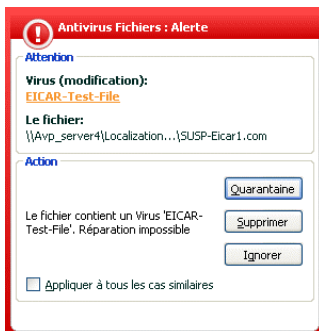 Antivirus Fichiers : Alerte
Attention
Virus (modification):
EICAR-Test-File
Le fichier:
\\Avp_server4\Localization...\SUSP-Eicar1.com
Action
Quarantaine
Le fichier contient un Virus 'EICAR-
Test-File'. Réparation impossible
Supprimer
Ignorer
Appliquer à tous les cas similaires